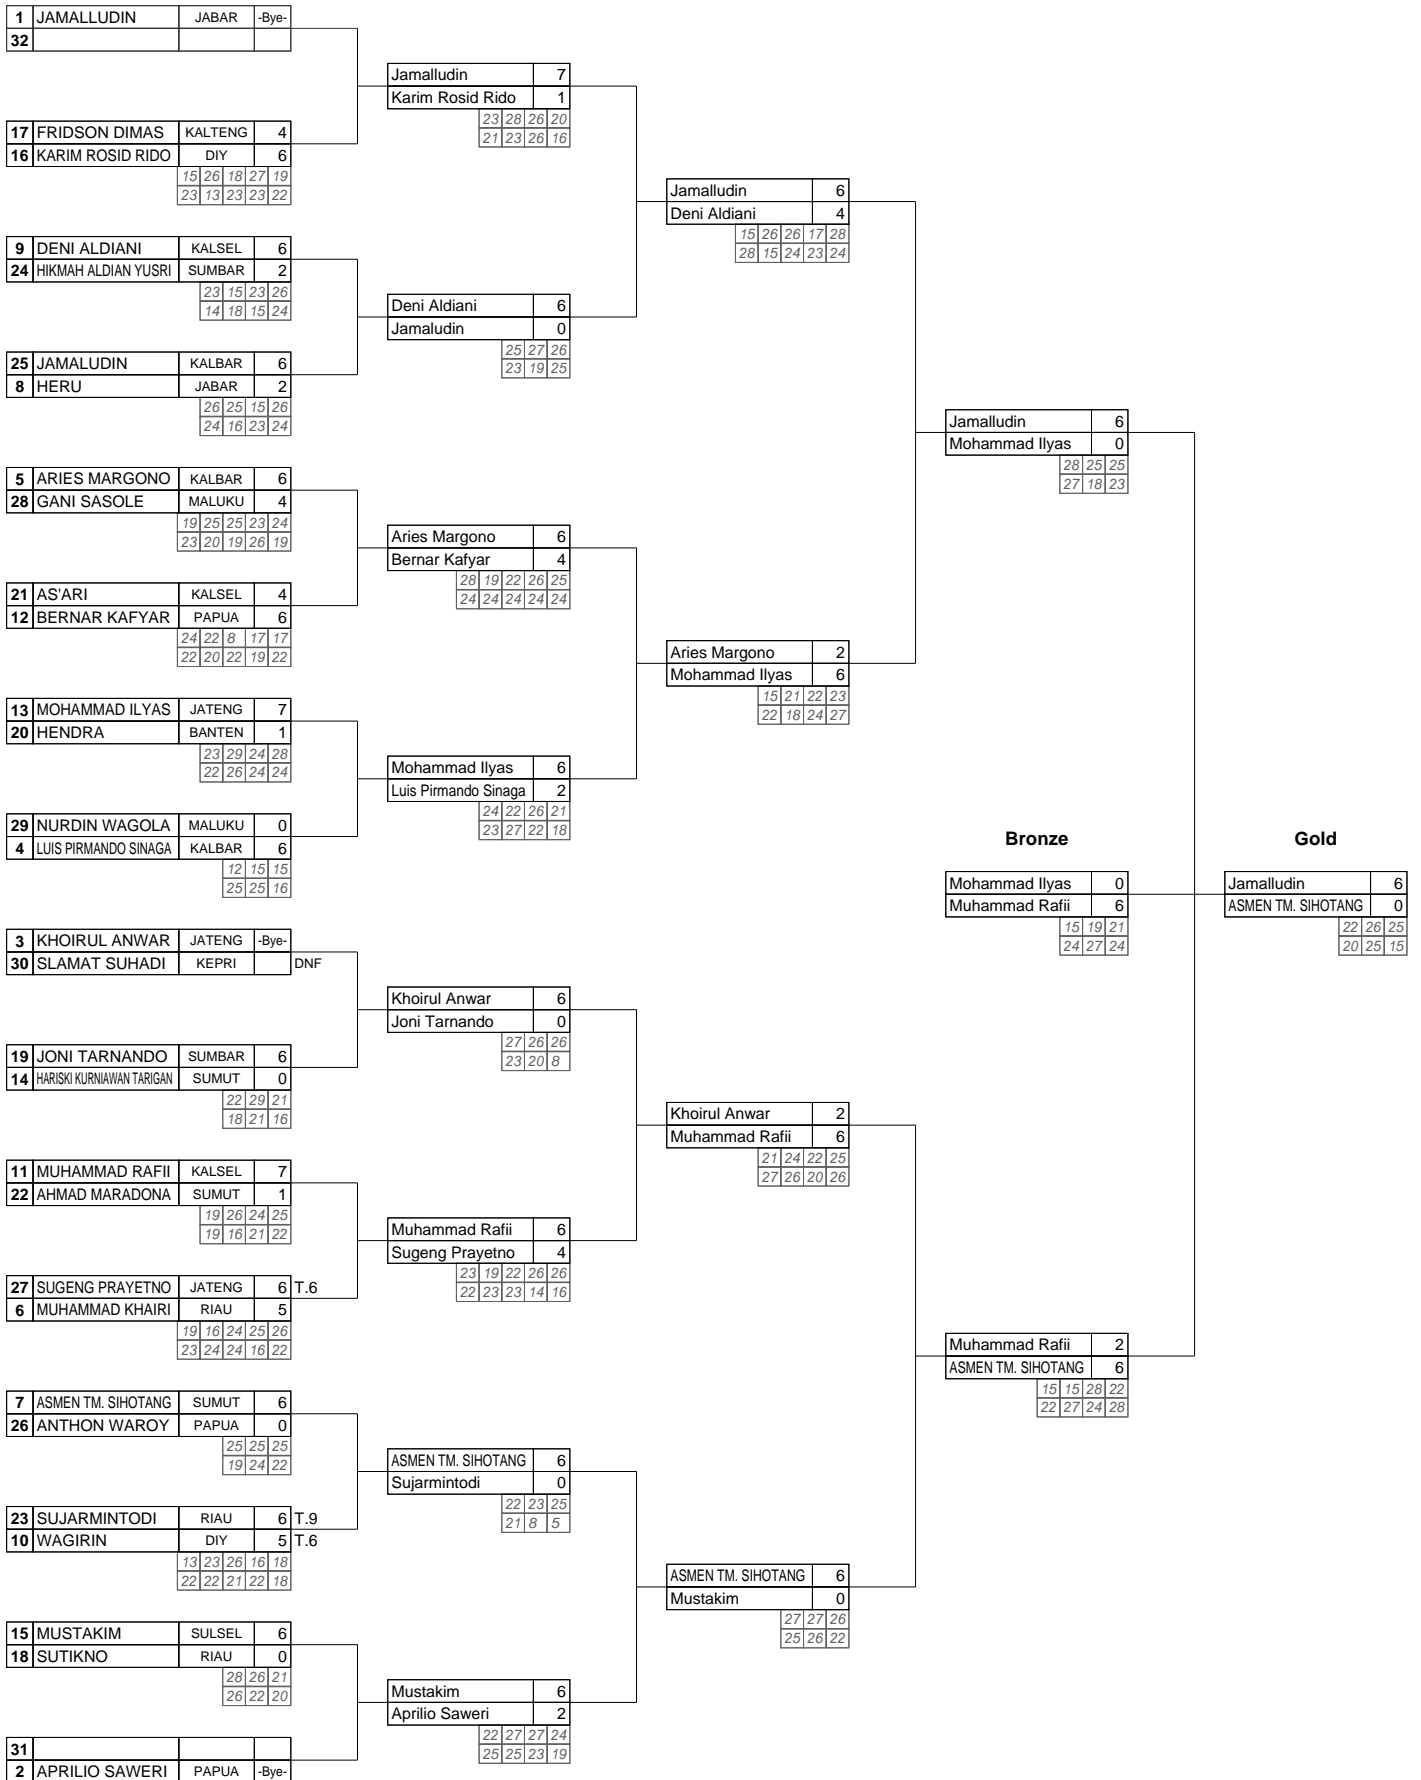 1 JAMALLUDIN JABAR -Bye-
32
17 FRIDSON DIMAS KALTENG 4
16 KARIM ROSID RIDO DIY 6
15 26 18 27 19
23 13 23 23 22
9 DENI ALDIANI KALSEL 6
24 HIKMAH ALDIAN YUSRI SUMBAR 2
23 15 23 26
14 18 15 24
25 JAMALUDIN KALBAR 6
8 HERU JABAR 2
26 25 15 26
24 16 23 24
5 ARIES MARGONO KALBAR 6
28 GANI SASOLE MALUKU 4
19 25 25 23 24
23 20 19 26 19
21 AS'ARI KALSEL 4
12 BERNAR KAFYAR PAPUA 6
24 22 8 17 17
22 20 22 19 22
13 MOHAMMAD ILYAS JATENG 7
20 HENDRA BANTEN 1
23 29 24 28
22 26 24 24
29 NURDIN WAGOLA MALUKU 0
4 LUIS PIRMANDO SINAGA KALBAR 6
12 15 15
25 25 16
3 KHOIRUL ANWAR JATENG -Bye-
30 SLAMAT SUHADI KEPRI DNF
19 JONI TARNANDO SUMBAR 6
14 HARISKI KURNIAWAN TARIGAN SUMUT 0
22 29 21
18 21 16
11 MUHAMMAD RAFII KALSEL 7
22 AHMAD MARADONA SUMUT 1
19 26 24 25
19 16 21 22
27 SUGENG PRAYETNO JATENG 6 T.6
6 MUHAMMAD KHAIRI RIAU 5
19 16 24 25 26
23 24 24 16 22
7 ASMEN TM. SIHOTANG SUMUT 6
26 ANTHON WAROY PAPUA 0
25 25 25
19 24 22
23 SUJARMINTODI RIAU 6 T.9
10 WAGIRIN DIY 5 T.6
13 23 26 16 18
22 22 21 22 18
15 MUSTAKIM SULSEL 6
18 SUTIKNO RIAU 0
28 26 21
26 22 20
31
2 APRILIO SAWERI PAPUA -Bye-
Jamalludin 7
Karim Rosid Rido 1
23 28 26 20
21 23 26 16
Deni Aldiani 6
Jamaludin 0
25 27 26
23 19 25
Aries Margono 6
Bernar Kafyar 4
28 19 22 26 25
24 24 24 24 24
Mohammad Ilyas 6
Luis Pirmando Sinaga 2
24 22 26 21
23 27 22 18
Khoirul Anwar 6
Joni Tarnando 0
27 26 26
23 20 8
Muhammad Rafii 6
Sugeng Prayetno 4
23 19 22 26 26
22 23 23 14 16
ASMEN TM. SIHOTANG 6
Sujarmintodi 0
22 23 25
21 8 5
Mustakim 6
Aprilio Saweri 2
22 27 27 24
25 25 23 19
Jamalludin 6
Deni Aldiani 4
15 26 26 17 28
28 15 24 23 24
Aries Margono 2
Mohammad Ilyas 6
15 21 22 23
22 18 24 27
Khoirul Anwar 2
Muhammad Rafii 6
21 24 22 25
27 26 20 26
ASMEN TM. SIHOTANG 6
Mustakim 0
27 27 26
25 26 22
Jamalludin 6
Mohammad Ilyas 0
28 25 25
27 18 23
Muhammad Rafii 2
ASMEN TM. SIHOTANG 6
15 15 28 22
22 27 24 28
Bronze
Mohammad Ilyas 0
Muhammad Rafii 6
15 19 21
24 27 24
Gold
Jamalludin 6
ASMEN TM. SIHOTANG 0
22 26 25
20 25 15